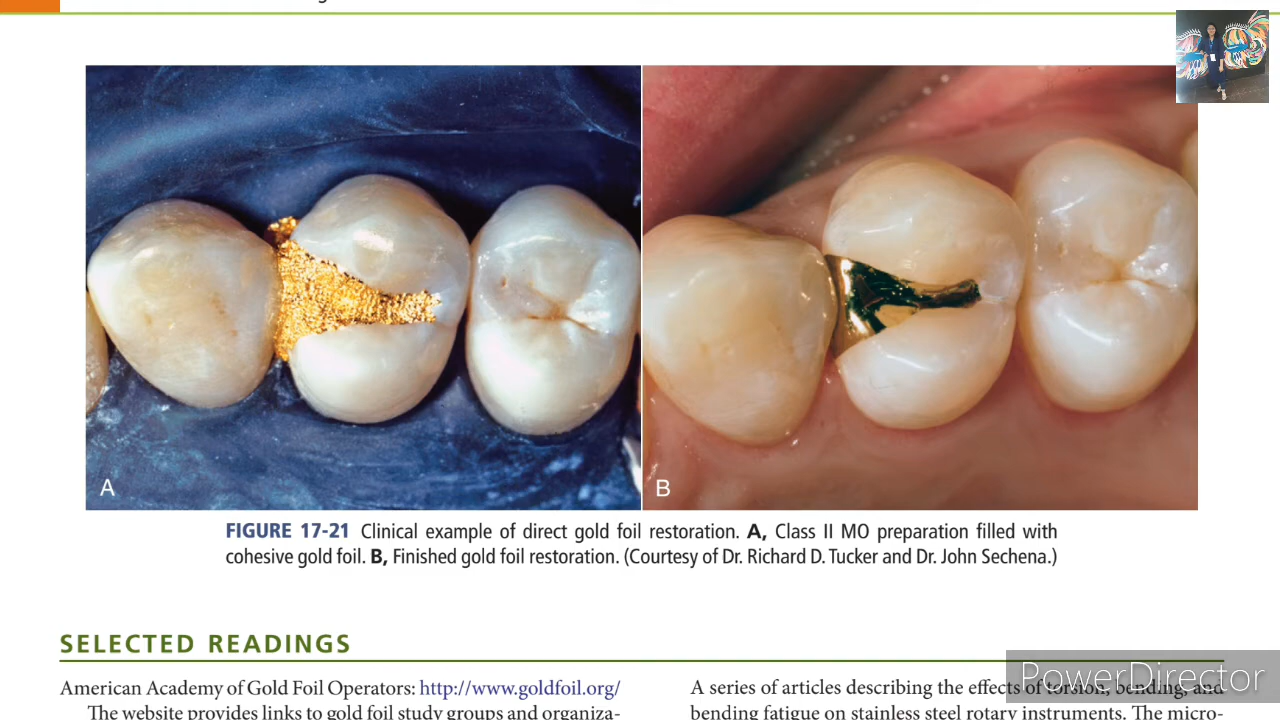 A
B
FIGURE 17-21 Clinical example of direct gold foil restoration. A, Class II MO preparation filled with
cohesive gold foil. B, Finished gold foil restoration. (Courtesy of Dr. Richard D. Tucker and Dr. John Sechena.)
SELECTED READINGS
American Academy of Gold Foil Operators: http://www.goldfoil.org/
The website provides links to gold foil study groups and organiza-
A series of articles describing the effects of torsion, bending, and
bending fatigue on stainless steel rotary instruments. The micro-
PowerDirector